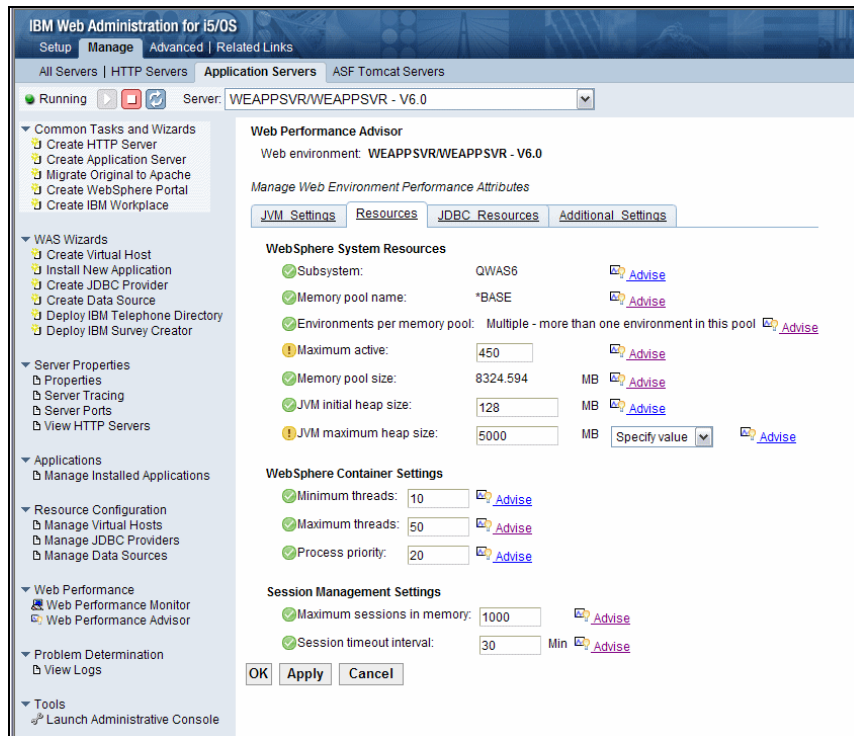 IBM Web Administration for i5/OS
Setup Manage Advanced | Related Links
All Servers | HTTP Servers Application Servers ASF Tomcat Servers
Running Server: WEAPPSVR/WEAPPSVR - V6.0
Common Tasks and Wizards
Create HTTP Server
Create Application Server
Migrate Original to Apache
Create WebSphere Portal
Create IBM Workplace
WAS Wizards
Create Virtual Host
Install New Application
Create JDBC Provider
Create Data Source
Deploy IBM Telephone Directory
Deploy IBM Survey Creator
Server Properties
Properties
Server Tracing
Server Ports
View HTTP Servers
Applications
Manage Installed Applications
Resource Configuration
Manage Virtual Hosts
Manage JDBC Providers
Manage Data Sources
Web Performance
Web Performance Monitor
Web Performance Advisor
Problem Determination
View Logs
Tools
Launch Administrative Console
Web Performance Advisor
Web environment: WEAPPSVR/WEAPPSVR - V6.0
Manage Web Environment Performance Attributes
JVM Settings Resources JDBC Resources Additional Settings
WebSphere System Resources
Subsystem: QWAS6 Advise
Memory pool name: *BASE Advise
Environments per memory pool: Multiple - more than one environment in this pool Advise
Maximum active: 450 Advise
Memory pool size: 8324.594 MB Advise
JVM initial heap size: 128 MB Advise
JVM maximum heap size: 5000 MB Specify value Advise
WebSphere Container Settings
Minimum threads: 10 Advise
Maximum threads: 50 Advise
Process priority: 20 Advise
Session Management Settings
Maximum sessions in memory: 1000 Advise
Session timeout interval: 30 Min Advise
OK Apply Cancel